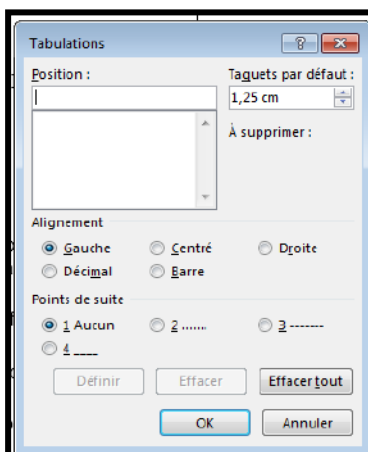 Tabulations
Position : Taquets par défaut :
1,25 cm
À supprimer :
Alignement
Gauche Centré Droite
Décimal Barre
Points de suite
1 Aucun 2 ....... 3 -------
4 ____
Définir Effacer Effacer tout
OK Annuler